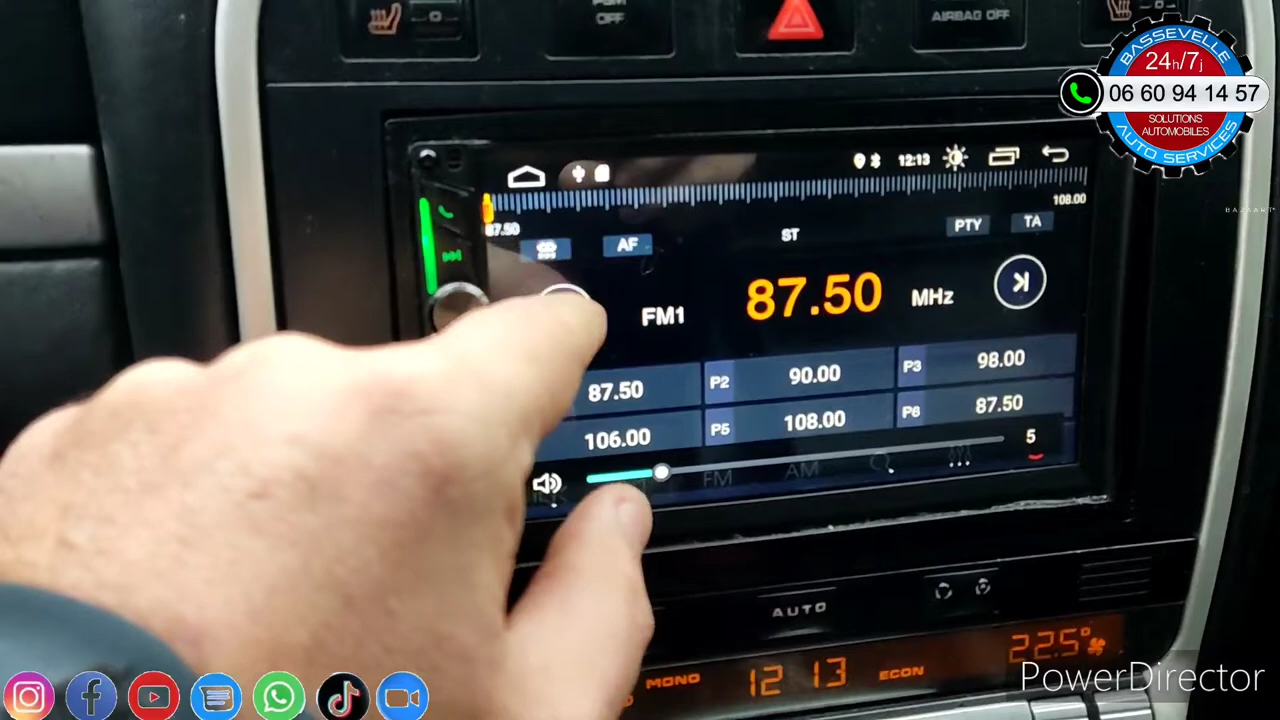 OFF
AIRBAG OFF
BASSEVELLE
24h/7j
06 60 94 14 57
SOLUTIONS
AUTOMOBILES
AUTO SERVICES
BAZAART
12:13
87.50
108.00
AF
ST
PTY
TA
FM1
87.50
MHz
87.50
P2
90.00
P3
98.00
106.00
P5
108.00
P6
87.50
5
FM
AM
AUTO
MONO
12 13
ECON
22.5°
PowerDirector